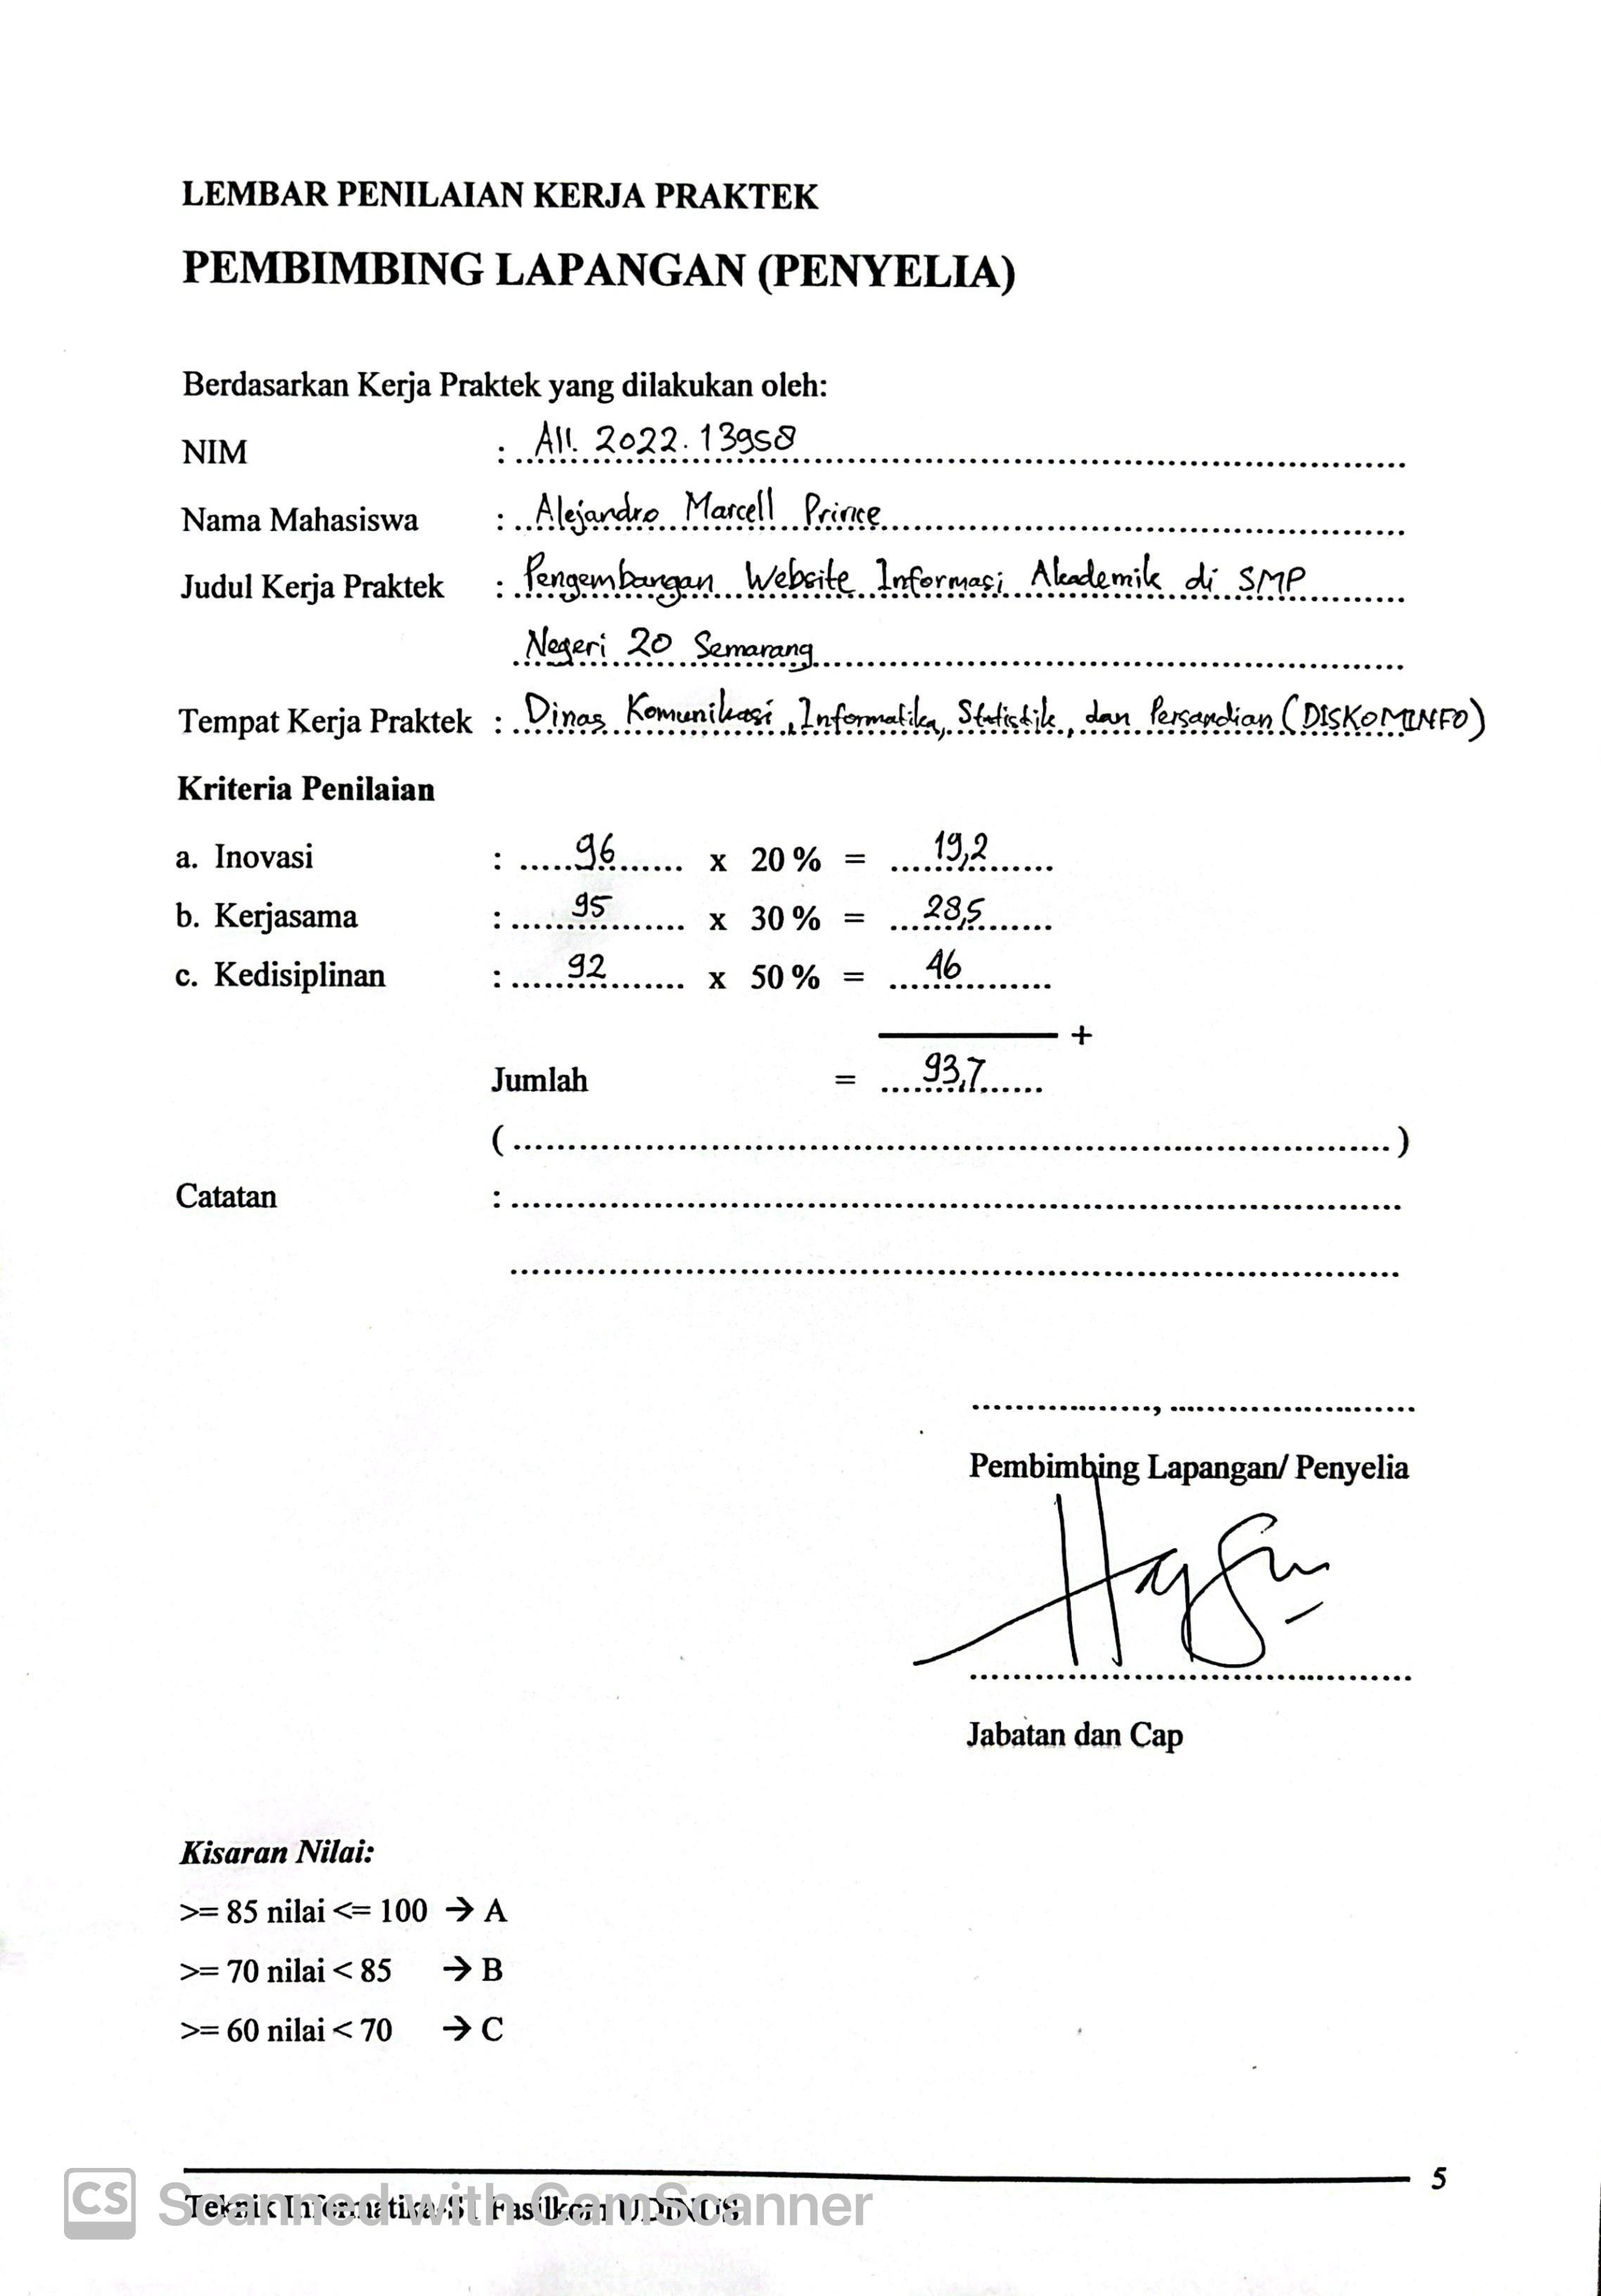 LEMBAR PENILAIAN KERJA PRAKTEK
PEMBIMBING LAPANGAN (PENYELIA)
Berdasarkan Kerja Praktek yang dilakukan oleh:
NIM : A11. 2022. 13958
Nama Mahasiswa : Alejandro Marcell Prince
Judul Kerja Praktek : Pengembangan Website Informasi Akademik di SMP
Negeri 20 Semarang
Tempat Kerja Praktek : Dinas Komunikasi, Informatika, Statistik, dan Persandian (DISKOMINFO)
Kriteria Penilaian
a. Inovasi : 96 x 20 % = 19,2
b. Kerjasama : 95 x 30 % = 28,5
c. Kedisiplinan : 92 x 50 % = 46
+
Jumlah = 93,7
(..........)
Catatan :
..................., ..........................
Pembimbing Lapangan/ Penyelia
Jabatan dan Cap
Kisaran Nilai:
>= 85 nilai <= 100 → A
>= 70 nilai < 85 → B
>= 60 nilai < 70 → C
5
Teknik Informatika-S1 Fasilkom UDINUS
CS Scanned with CamScanner